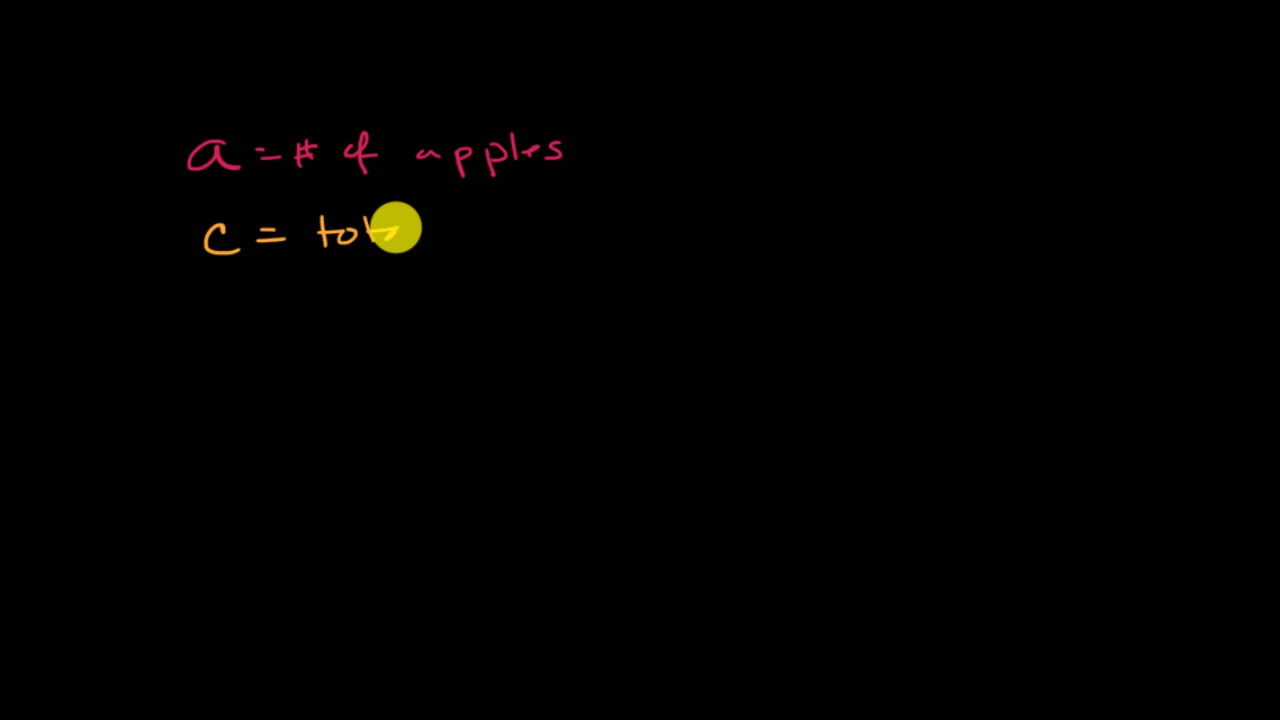 a = # of apples
c = tot